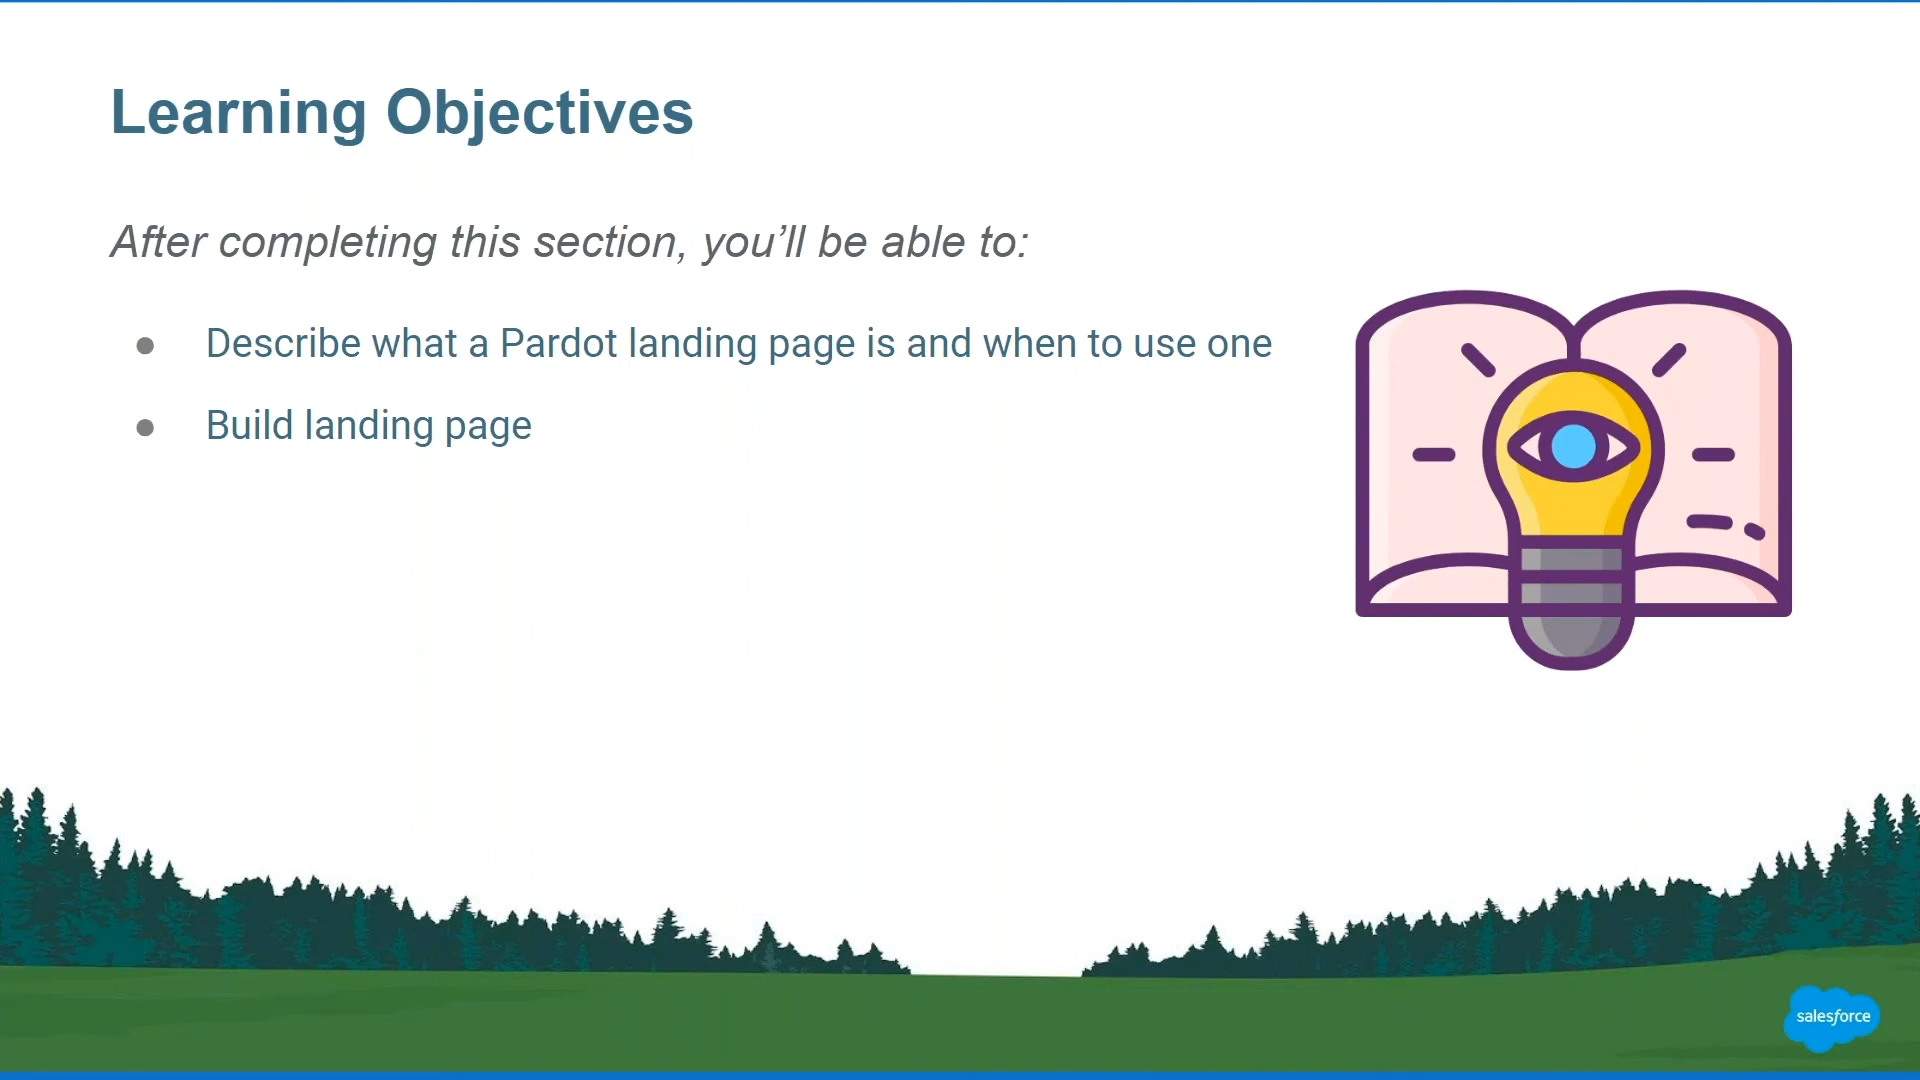 Learning Objectives
After completing this section, you’ll be able to:
● Describe what a Pardot landing page is and when to use one
● Build landing page
salesforce